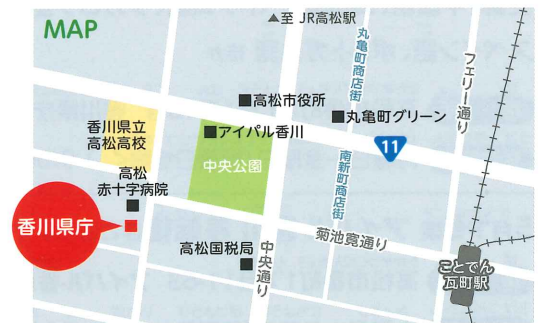 MAP
▲至 JR高松駅
丸亀町商店街
フェリー通り
■高松市役所
■丸亀町グリーン
香川県立
高松高校
■アイパル香川
11
中央公園
南新町商店街
高松
赤十字病院
香川県庁
菊池寛通り
高松国税局
中央通り
ことでん
瓦町駅